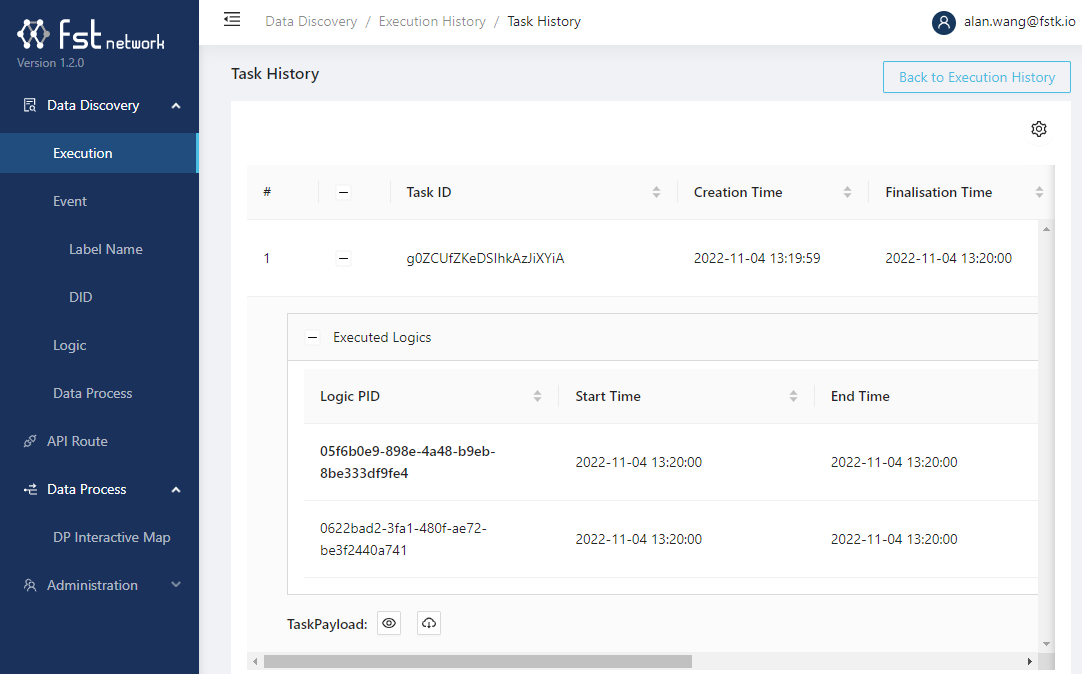 fst network
Version 1.2.0
Data Discovery
Execution
Event
Label Name
DID
Logic
Data Process
API Route
Data Process
DP Interactive Map
Administration
Data Discovery / Execution History / Task History
alan.wang@fstk.io
Task History
Back to Execution History
# Task ID Creation Time Finalisation Time
1 g0ZCUfZKeDSIhkAzJiXYiA 2022-11-04 13:19:59 2022-11-04 13:20:00
Executed Logics
Logic PID Start Time End Time
05f6b0e9-898e-4a48-b9eb-
8be333df9fe4 2022-11-04 13:20:00 2022-11-04 13:20:00
0622bad2-3fa1-480f-ae72-
be3f2440a741 2022-11-04 13:20:00 2022-11-04 13:20:00
TaskPayload: